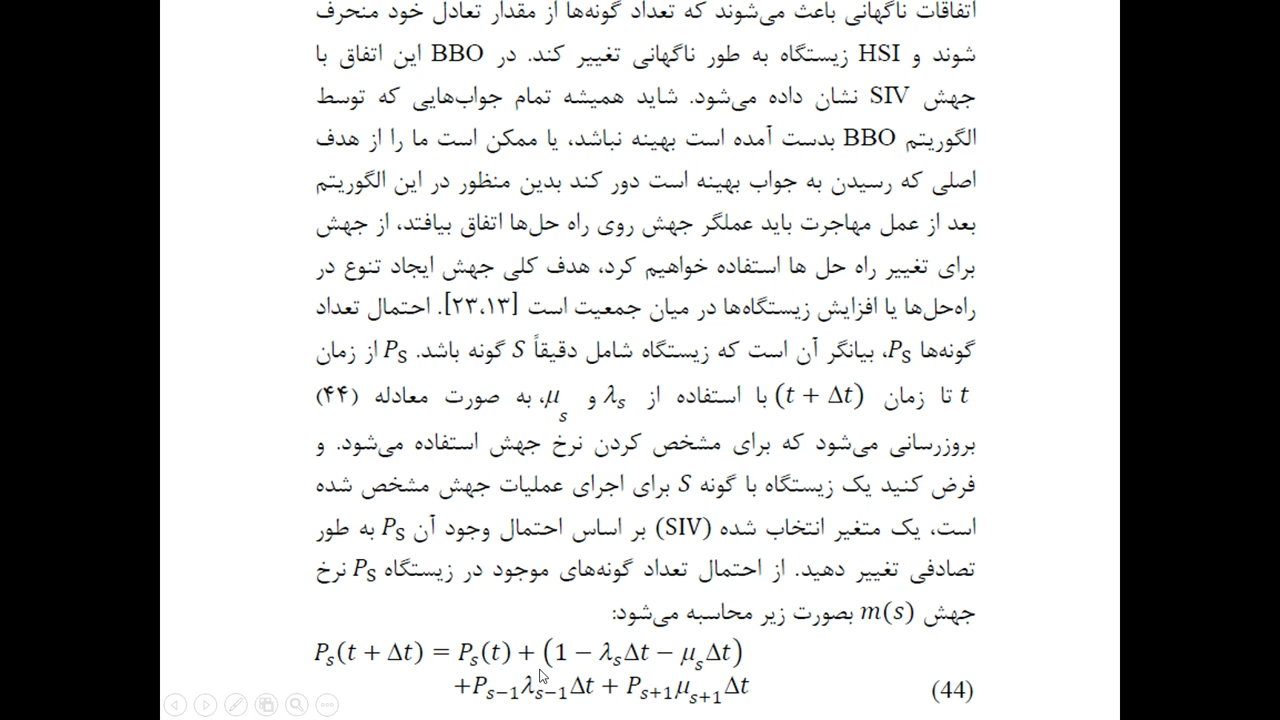 اتفاقات ناگهانی باعث می‌شوند که تعداد گونه‌ها از مقدار تعادل خود منحرف
شوند و HSI زیستگاه به طور ناگهانی تغییر کند. در BBO این اتفاق با
جهش SIV نشان داده می‌شود. شاید همیشه تمام جواب‌هایی که توسط
الگوریتم BBO بدست آمده است بهینه نباشد، یا ممکن است ما را از هدف
اصلی که رسیدن به جواب بهینه است دور کند بدین منظور در این الگوریتم
بعد از عمل مهاجرت باید عملگر جهش روی راه حل‌ها اتفاق بیافتد، از جهش
برای تغییر راه حل ها استفاده خواهیم کرد، هدف کلی جهش ایجاد تنوع در
راه‌حل‌ها یا افزایش زیستگاه‌ها در میان جمعیت است [۲۳،۱۳]. احتمال تعداد
گونه‌ها P_S، بیانگر آن است که زیستگاه شامل دقیقاً S گونه باشد. P_S از زمان
t تا زمان (t + Δt) با استفاده از λ_s و μ_s، به صورت معادله (۴۴)
بروزرسانی می‌شود که برای مشخص کردن نرخ جهش استفاده می‌شود. و
فرض کنید یک زیستگاه با گونه S برای اجرای عملیات جهش مشخص شده
است، یک متغیر انتخاب شده (SIV) بر اساس احتمال وجود آن P_S به طور
تصادفی تغییر دهید. از احتمال تعداد گونه‌های موجود در زیستگاه P_S نرخ
جهش m(s) بصورت زیر محاسبه می‌شود:
P_s(t + Δt) = P_s(t) + (1 − λ_sΔt − μ_sΔt)
+P_{s−1}λ_{s−1}Δt + P_{s+1}μ_{s+1}Δt (44)